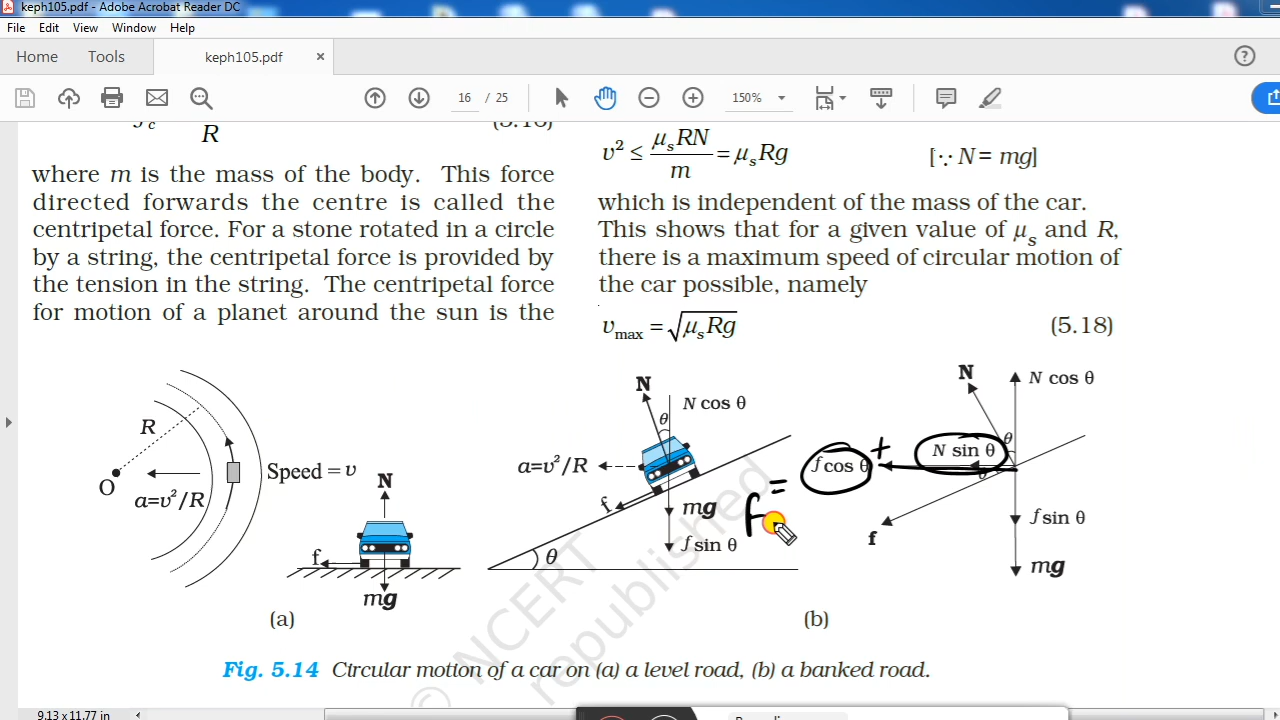 keph105.pdf - Adobe Acrobat Reader DC
File Edit View Window Help
Home Tools keph105.pdf ×
16 / 25 150%
R
where m is the mass of the body. This force
directed forwards the centre is called the
centripetal force. For a stone rotated in a circle
by a string, the centripetal force is provided by
the tension in the string. The centripetal force
for motion of a planet around the sun is the
v² ≤ μₛRN/m = μₛRg [∵ N = mg]
which is independent of the mass of the car.
This shows that for a given value of μₛ and R,
there is a maximum speed of circular motion of
the car possible, namely
v_max = √μₛRg (5.18)
R
O
a=v²/R
Speed = v
N
f
mg
(a)
N
N cos θ
θ
a=v²/R
f
mg
f sin θ
θ
N
N cos θ
θ
f cos θ + N sin θ
θ
F =
f sin θ
f
mg
(b)
© NCERT
republished
Fig. 5.14 Circular motion of a car on (a) a level road, (b) a banked road.
9.13 x 11.77 in